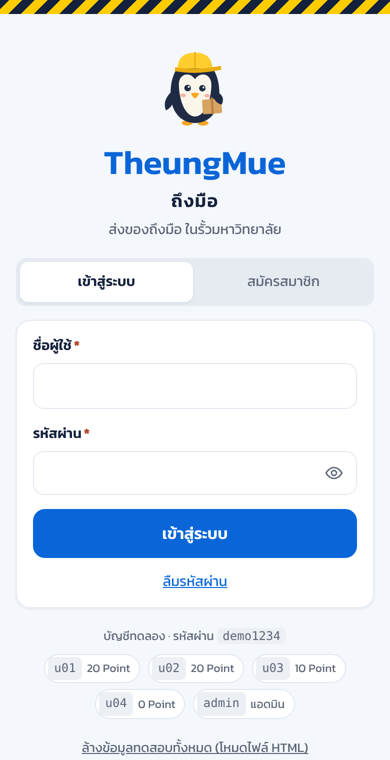 TheungMue
ถึงมือ
ส่งของถึงมือ ในรั้วมหาวิทยาลัย
เข้าสู่ระบบ สมัครสมาชิก
ชื่อผู้ใช้ *
รหัสผ่าน *
เข้าสู่ระบบ
ลืมรหัสผ่าน
บัญชีทดลอง · รหัสผ่าน demo1234
u01 20 Point u02 20 Point u03 10 Point
u04 0 Point admin แอดมิน
ล้างข้อมูลทดสอบทั้งหมด (โหมดไฟล์ HTML)